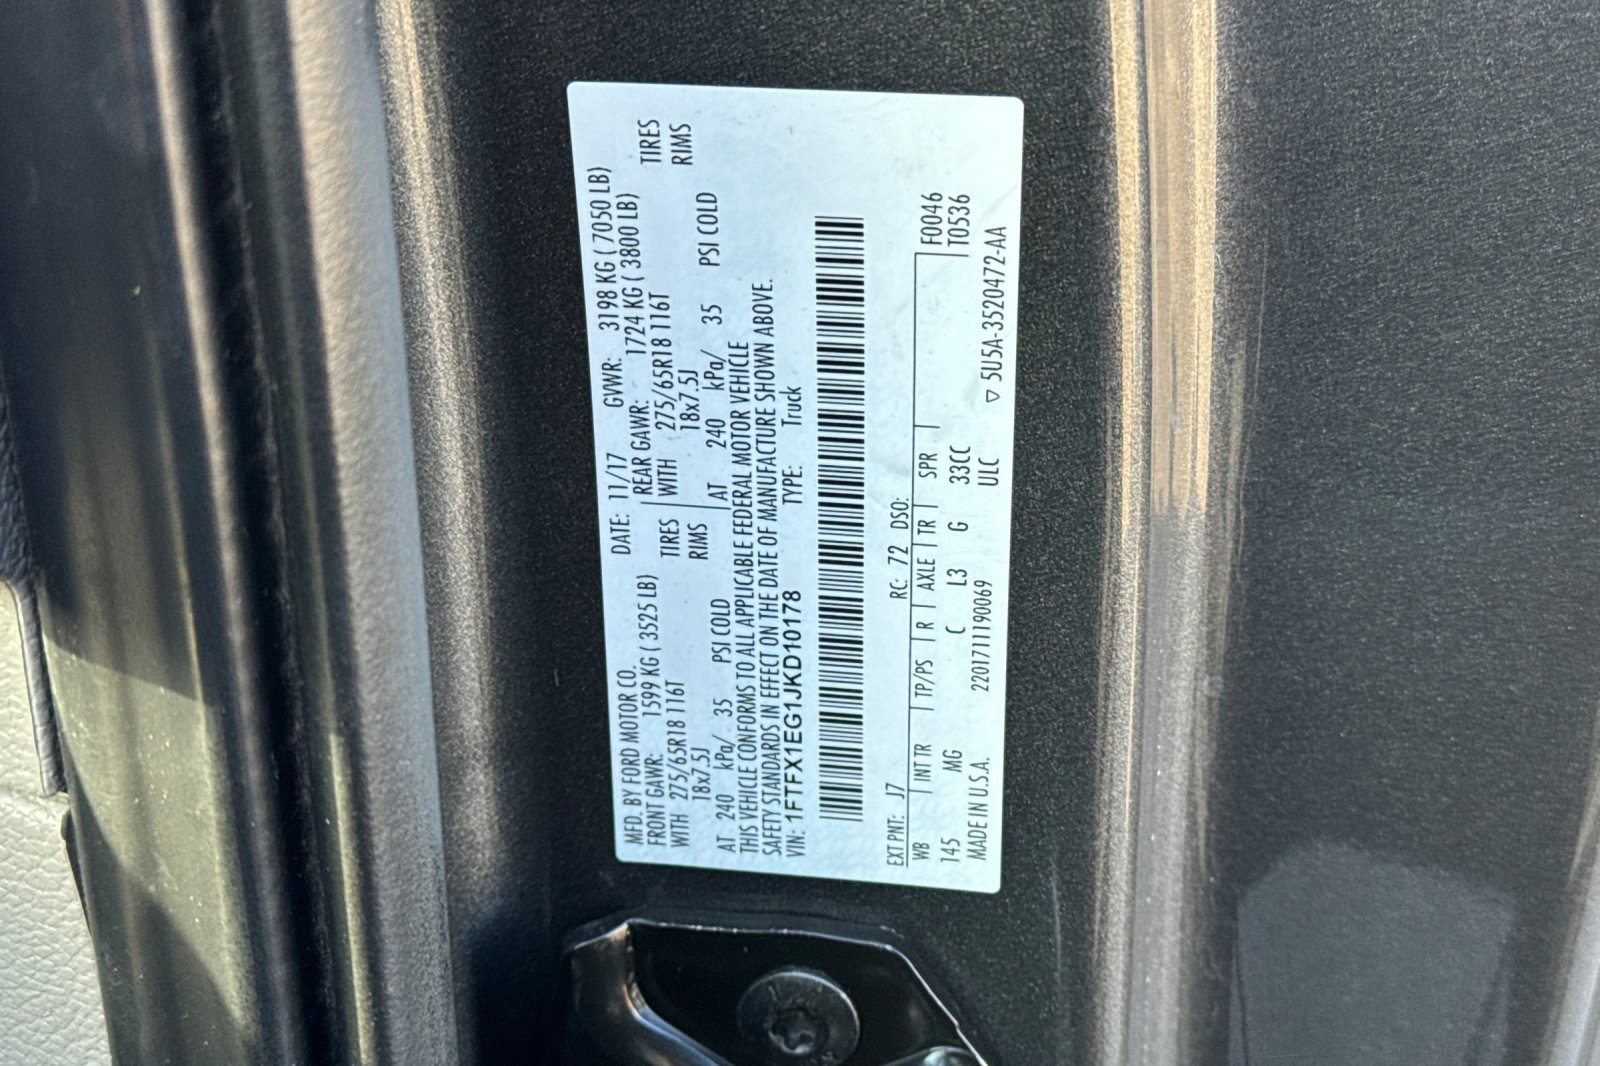 MFD. BY FORD MOTOR CO. DATE: 11/17 GVWR: 3198 KG ( 7050 LB)
FRONT GAWR: 1599 KG ( 3525 LB) REAR GAWR: 1724 KG ( 3800 LB)
WITH 275/65R18 116T TIRES WITH 275/65R18 116T TIRES
18x7.5J RIMS 18x7.5J RIMS
AT 240 kPa/ 35 PSI COLD AT 240 kPa/ 35 PSI COLD
THIS VEHICLE CONFORMS TO ALL APPLICABLE FEDERAL MOTOR VEHICLE
SAFETY STANDARDS IN EFFECT ON THE DATE OF MANUFACTURE SHOWN ABOVE.
VIN: 1FTFX1EG1JKD10178 TYPE: Truck
EXT PNT: J7 RC: 72 DSO:
WB INT TR TP/PS R AXLE TR SPR F0046
145 MG C L3 G 33CC T0536
MADE IN U.S.A. 220171119​0069 ULC ▽ 5U5A-3520472-AA